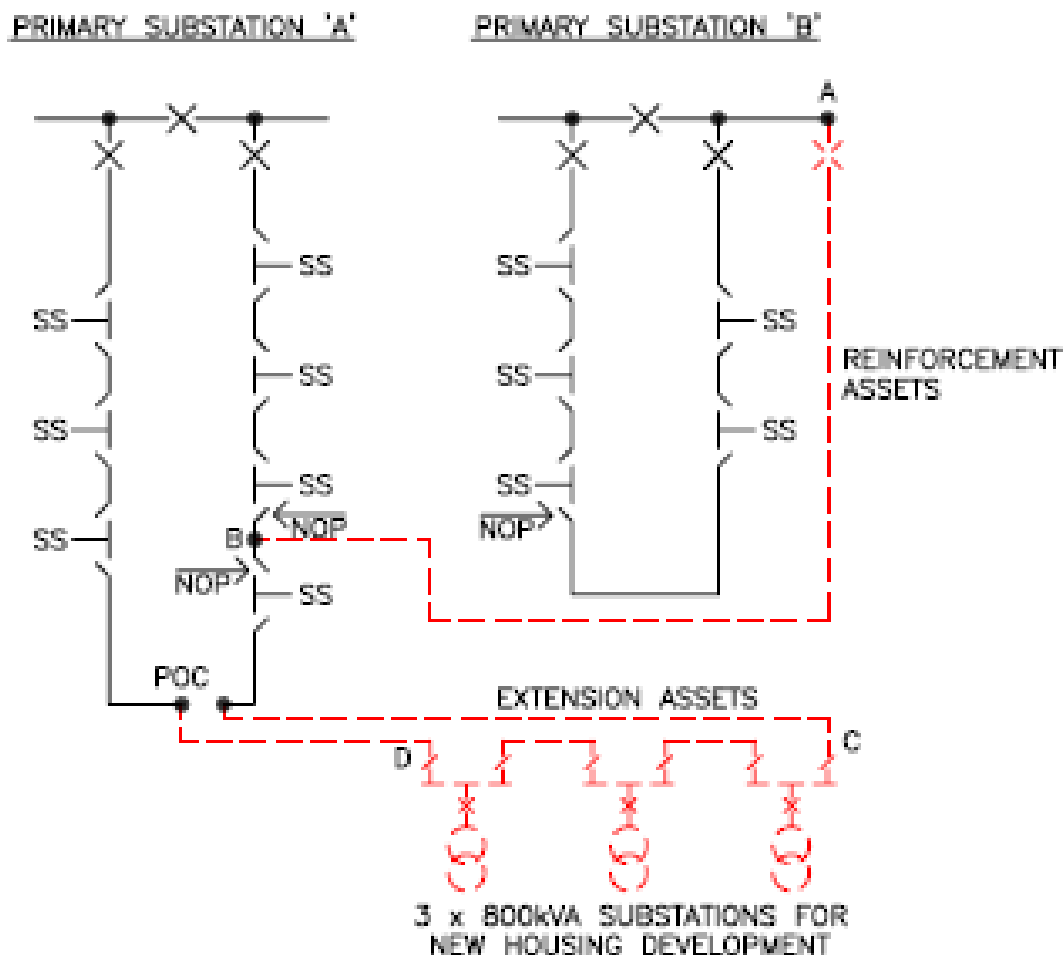 PRIMARY SUBSTATION 'A'
PRIMARY SUBSTATION 'B'
A
SS
SS
SS
SS
SS
SS
REINFORCEMENT
ASSETS
SS
SS
SS
SS
NOP
NOP
SS
B
NOP
SS
POC
EXTENSION ASSETS
D
C
3 x 800kVA SUBSTATIONS FOR
NEW HOUSING DEVELOPMENT